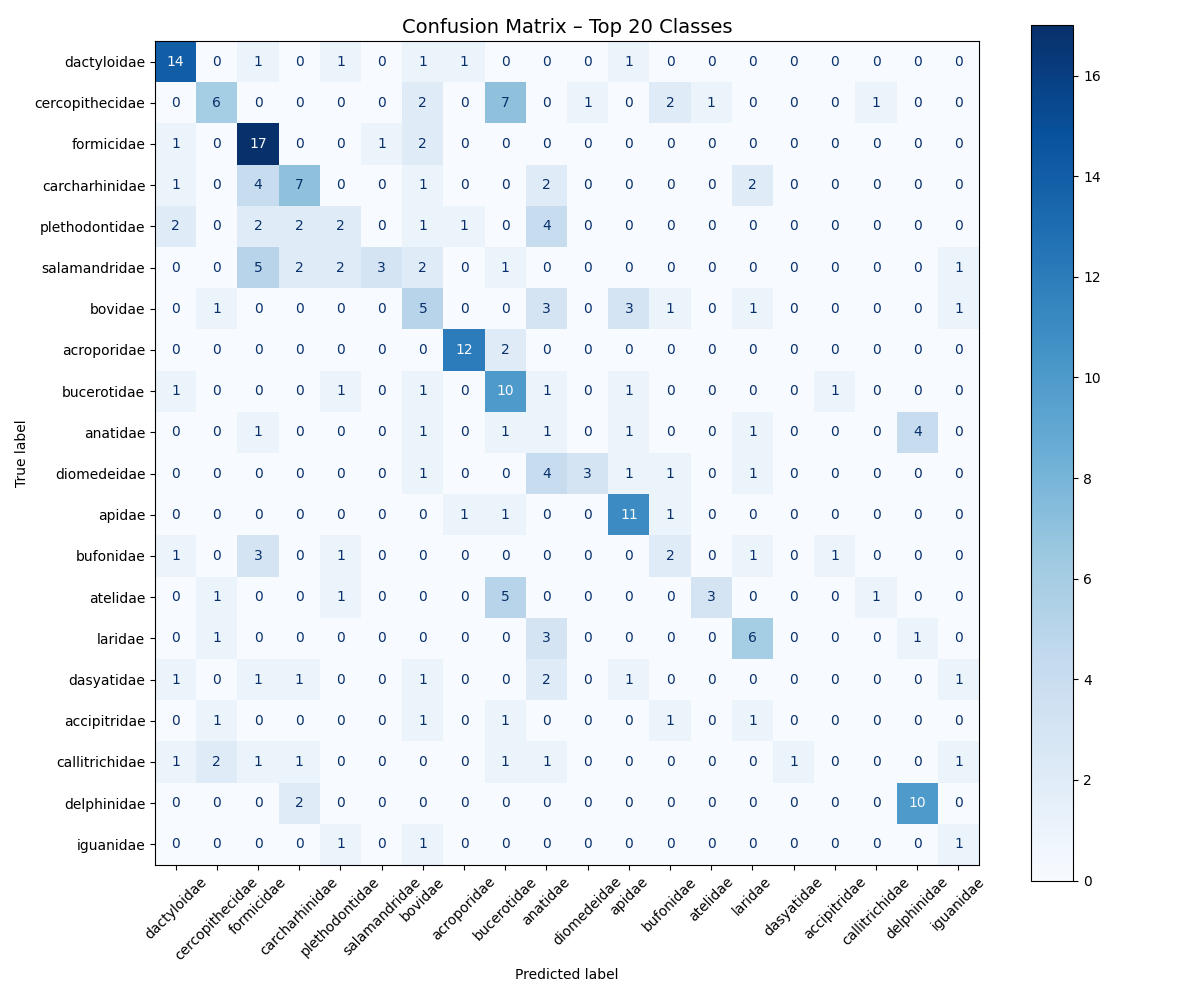 Confusion Matrix – Top 20 Classes
dactyloidae 14 0 1 0 1 0 1 1 0 0 0 1 0 0 0 0 0 0 0 0
cercopithecidae 0 6 0 0 0 0 2 0 7 0 1 0 2 1 0 0 0 1 0 0
formicidae 1 0 17 0 0 1 2 0 0 0 0 0 0 0 0 0 0 0 0 0
carcharhinidae 1 0 4 7 0 0 1 0 0 2 0 0 0 0 2 0 0 0 0 0
plethodontidae 2 0 2 2 2 0 1 1 0 4 0 0 0 0 0 0 0 0 0 0
salamandridae 0 0 5 2 2 3 2 0 1 0 0 0 0 0 0 0 0 0 0 1
bovidae 0 1 0 0 0 0 5 0 0 3 0 3 1 0 1 0 0 0 0 1
acroporidae 0 0 0 0 0 0 0 12 2 0 0 0 0 0 0 0 0 0 0 0
bucerotidae 1 0 0 0 1 0 1 0 10 1 0 1 0 0 0 0 1 0 0 0
anatidae 0 0 1 0 0 0 1 0 1 1 0 1 0 0 1 0 0 0 4 0
diomedeidae 0 0 0 0 0 0 1 0 0 4 3 1 1 0 1 0 0 0 0 0
apidae 0 0 0 0 0 0 0 1 1 0 0 11 1 0 0 0 0 0 0 0
bufonidae 1 0 3 0 1 0 0 0 0 0 0 0 2 0 1 0 1 0 0 0
atelidae 0 1 0 0 1 0 0 0 5 0 0 0 0 3 0 0 0 1 0 0
laridae 0 1 0 0 0 0 0 0 0 3 0 0 0 0 6 0 0 0 1 0
dasyatidae 1 0 1 1 0 0 1 0 0 2 0 1 0 0 0 0 0 0 0 1
accipitridae 0 1 0 0 0 0 1 0 1 0 0 0 1 0 1 0 0 0 0 0
callitrichidae 1 2 1 1 0 0 0 0 1 1 0 0 0 0 0 1 0 0 0 1
delphinidae 0 0 0 2 0 0 0 0 0 0 0 0 0 0 0 0 0 0 10 0
iguanidae 0 0 0 0 1 0 1 0 0 0 0 0 0 0 0 0 0 0 0 1
True label
dactyloidae
cercopithecidae
formicidae
carcharhinidae
plethodontidae
salamandridae
bovidae
acroporidae
bucerotidae
anatidae
diomedeidae
apidae
bufonidae
atelidae
laridae
dasyatidae
accipitridae
callitrichidae
delphinidae
iguanidae
Predicted label
16
14
12
10
8
6
4
2
0